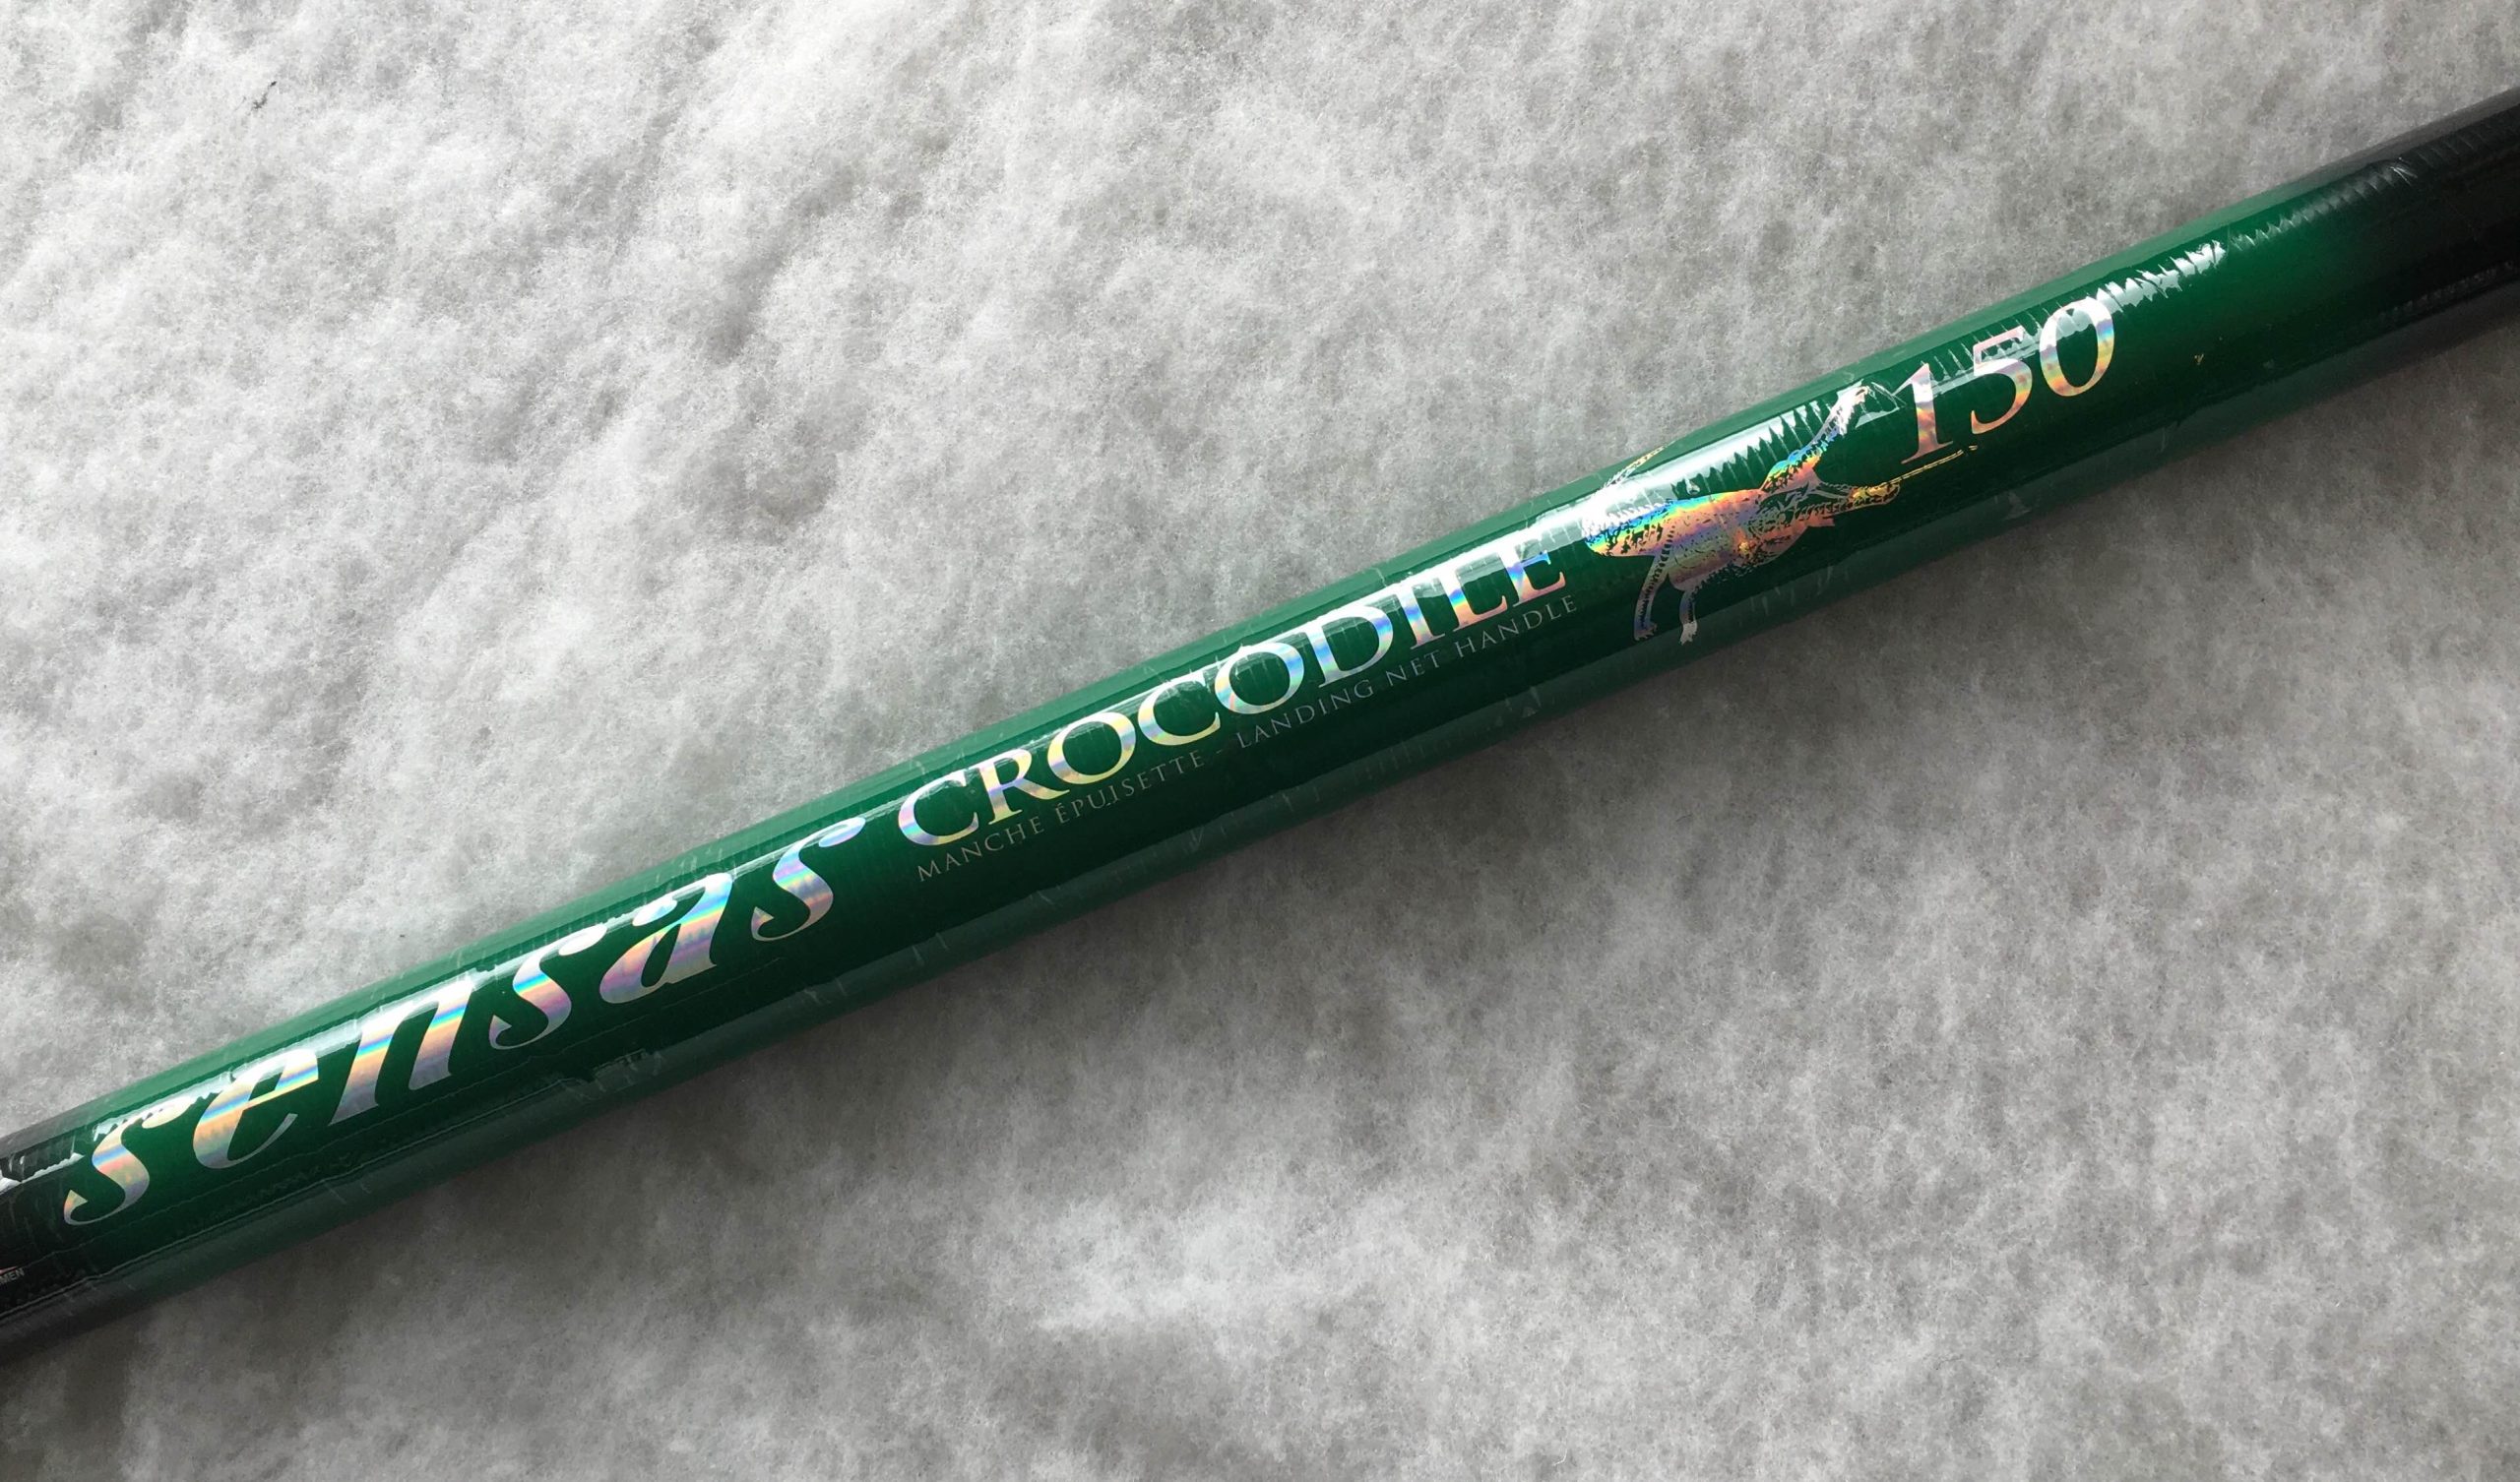 sensas CROCODILE 150
MANCHE ÉPUISETTE - LANDING NET HANDLE